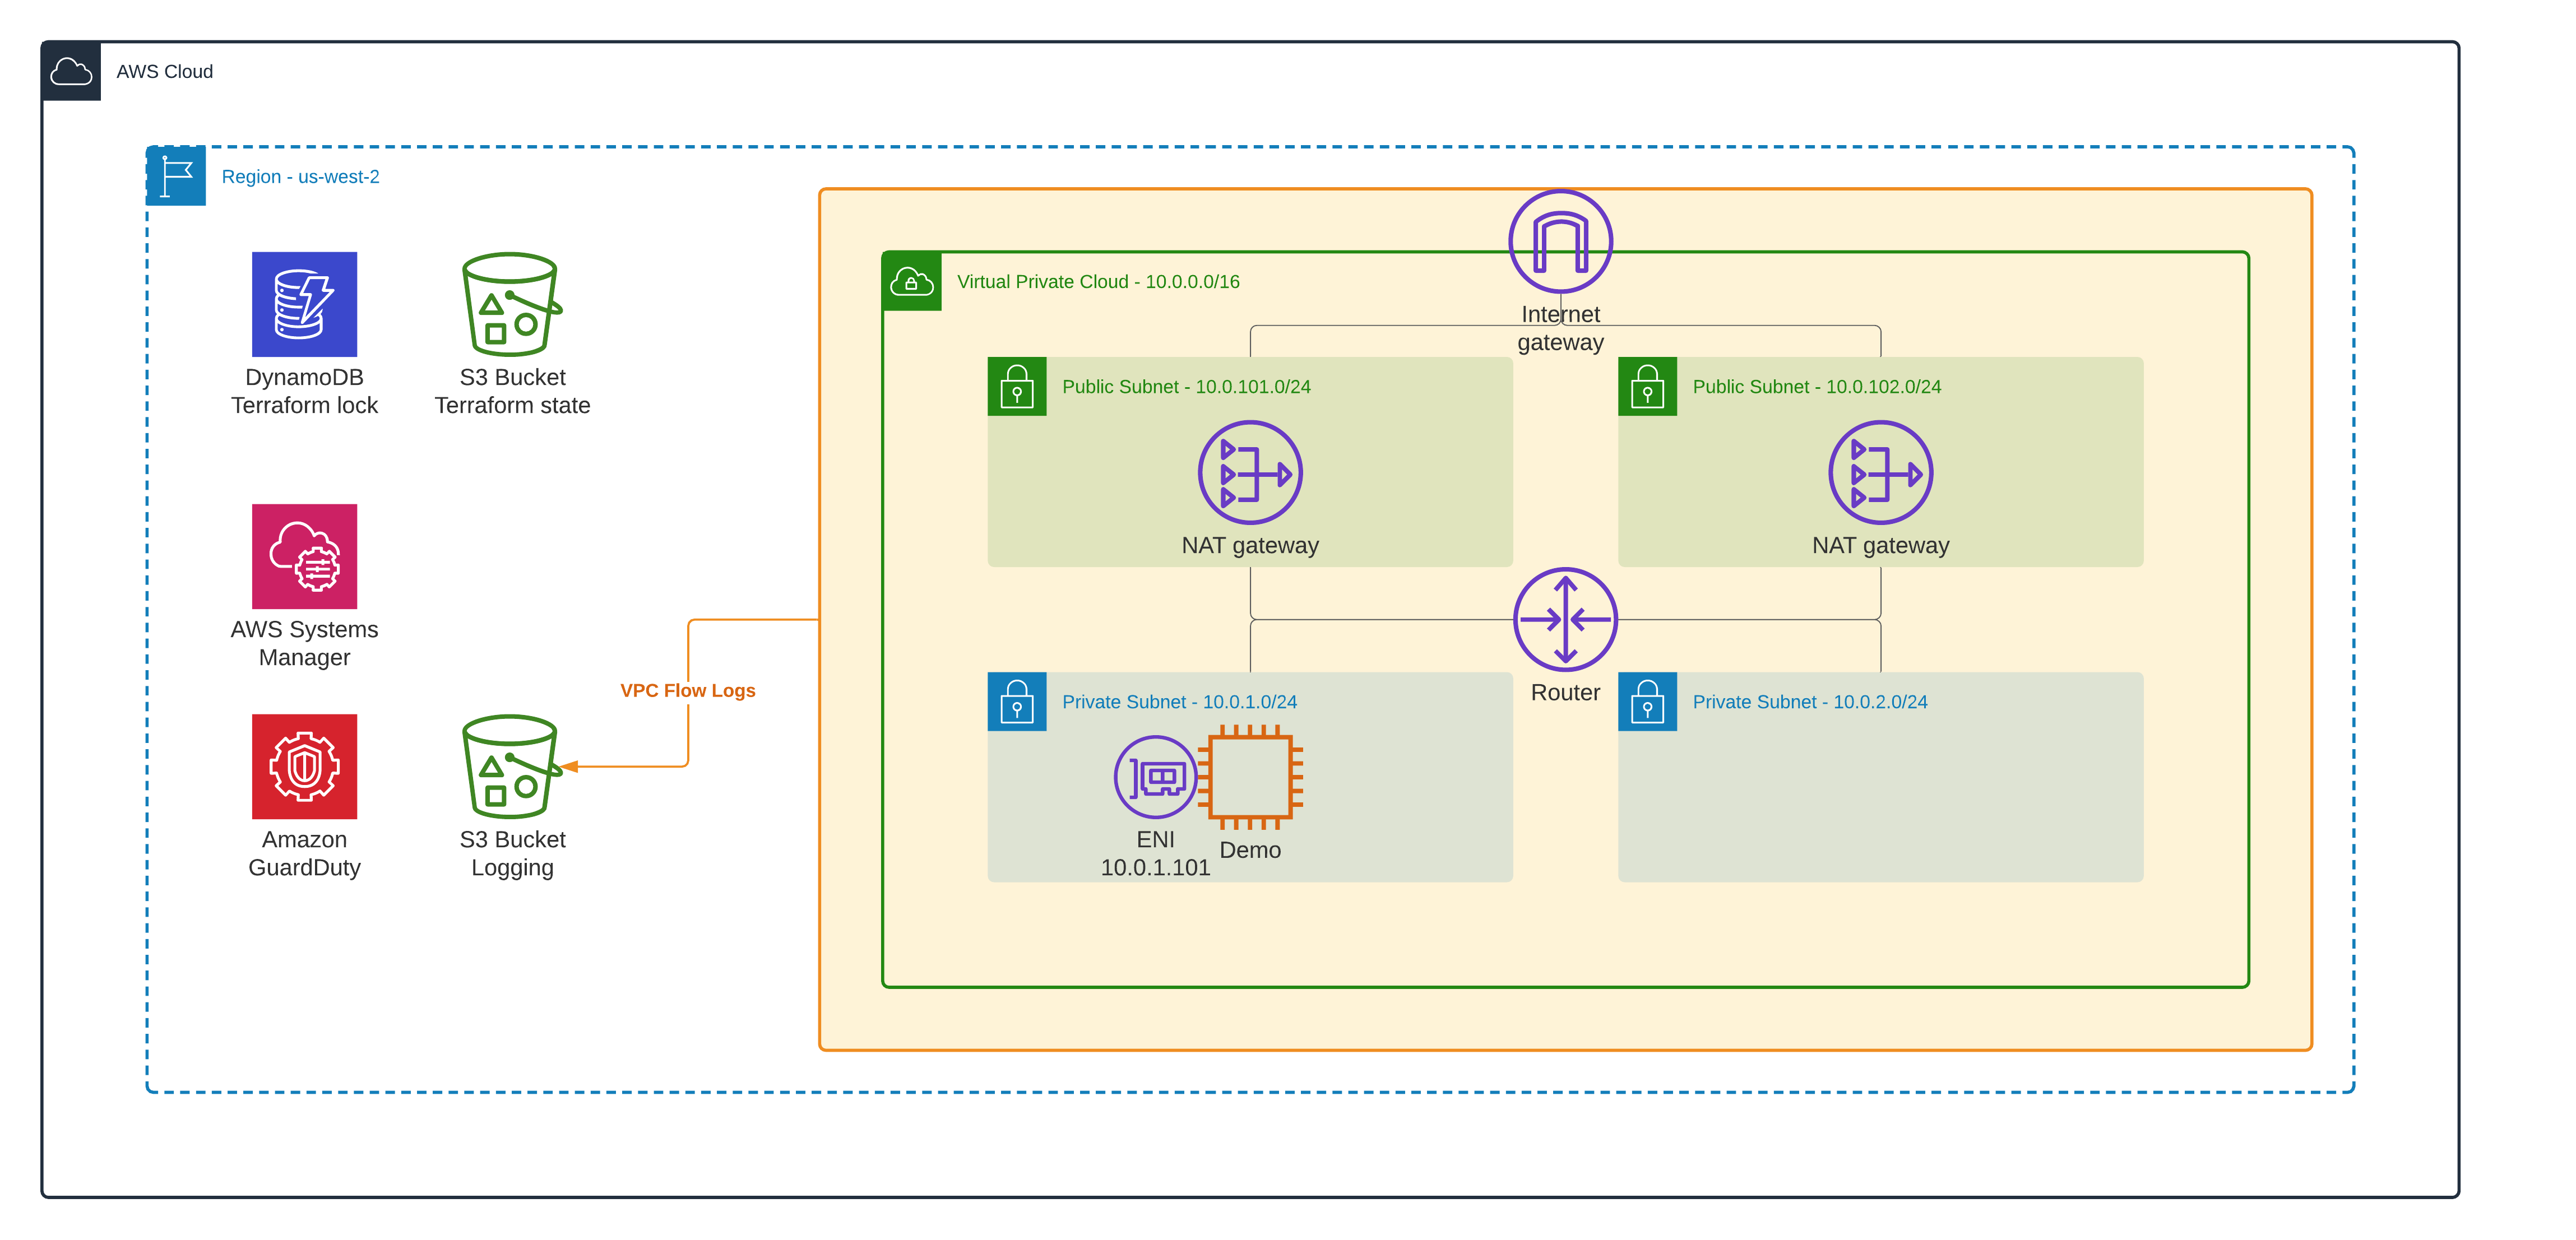 AWS Cloud
Region - us-west-2
DynamoDB
Terraform lock
S3 Bucket
Terraform state
AWS Systems
Manager
Amazon
GuardDuty
S3 Bucket
Logging
VPC Flow Logs
Virtual Private Cloud - 10.0.0.0/16
Internet
gateway
Public Subnet - 10.0.101.0/24
NAT gateway
Public Subnet - 10.0.102.0/24
NAT gateway
Router
Private Subnet - 10.0.1.0/24
ENI
10.0.1.101
Demo
Private Subnet - 10.0.2.0/24